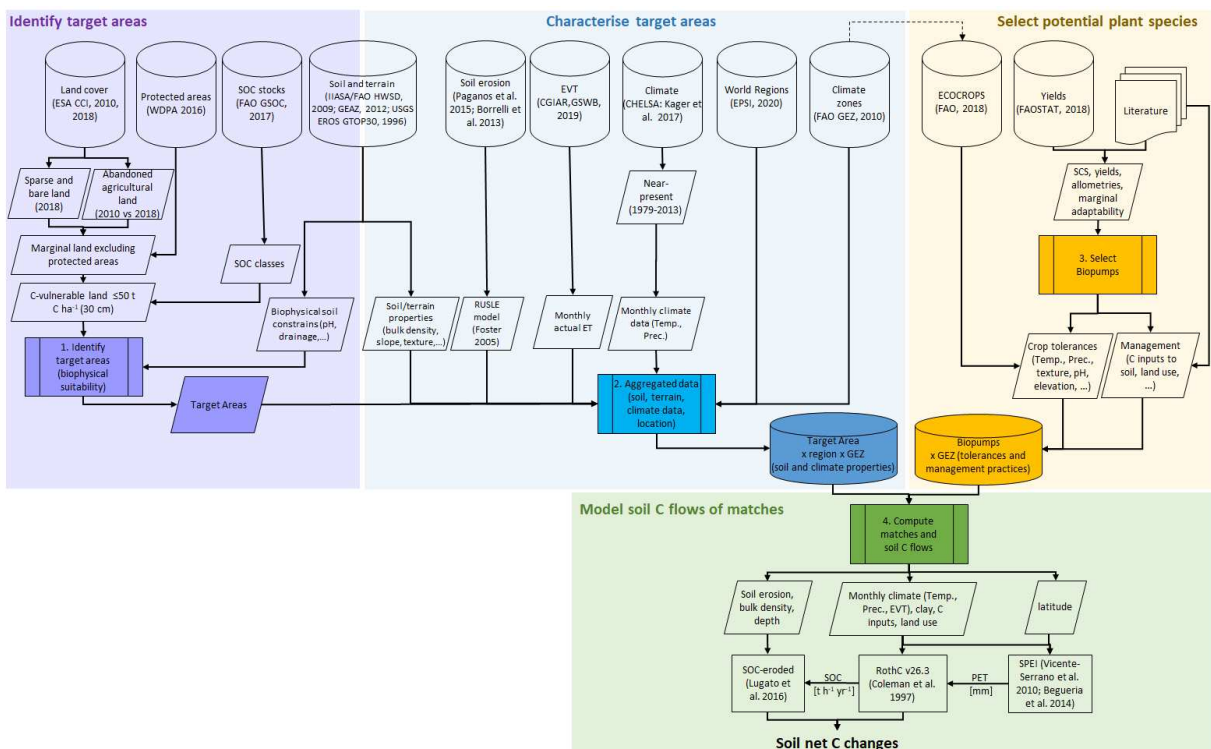 Identify target areas
Characterise target areas
Select potential plant species
Land cover
(ESA CCI, 2010,
2018)
Protected areas
(WDPA 2016)
SOC stocks
(FAO GSOC,
2017)
Soil and terrain
(IIASA/FAO HWSD,
2009; GEAZ, 2012; USGS
EROS GTOP30, 1996)
Soil erosion
(Paganos et al.
2015; Borrelli et
al. 2013)
EVT
(CGIAR,GSWB,
2019)
Climate
(CHELSA: Kager et
al. 2017)
World Regions
(EPSI, 2020)
Climate
zones
(FAO GEZ, 2010)
ECOCROPS
(FAO, 2018)
Yields
(FAOSTAT, 2018)
Literature
Sparse and
bare land
(2018)
Abandoned
agricultural
land
(2010 vs 2018)
Near-
present
(1979-2013)
SCS, yields,
allometries,
marginal
adaptability
Marginal land excluding
protected areas
SOC classes
3. Select
Biopumps
C-vulnerable land ≤50 t
C ha⁻¹ (30 cm)
Biophysical soil
constrains (pH,
drainage,...)
Soil/terrain
properties
(bulk density,
slope, texture,...)
RUSLE
model
(Foster
2005)
Monthly
actual ET
Monthly climate
data (Temp.,
Prec.)
Crop tolerances
(Temp., Prec.,
texture, pH,
elevation, ...)
Management
(C inputs to
soil, land use,
...)
1. Identify
target areas
(biophysical
suitability)
Target Areas
2. Aggregated data
(soil, terrain,
climate data,
location)
Target Area
x region x GEZ
(soil and climate properties)
Biopumps
x GEZ (tolerances and
management practices)
Model soil C flows of matches
4. Compute
matches and
soil C flows
Soil erosion,
bulk density,
depth
Monthly climate (Temp.,
Prec., EVT), clay, C
inputs, land use
latitude
SOC-eroded
(Lugato et
al. 2016)
SOC
[t h⁻¹ yr⁻¹]
RothC v26.3
(Coleman et al.
1997)
PET
[mm]
SPEI (Vicente-
Serrano et al.
2010; Begueria
et al. 2014)
Soil net C changes